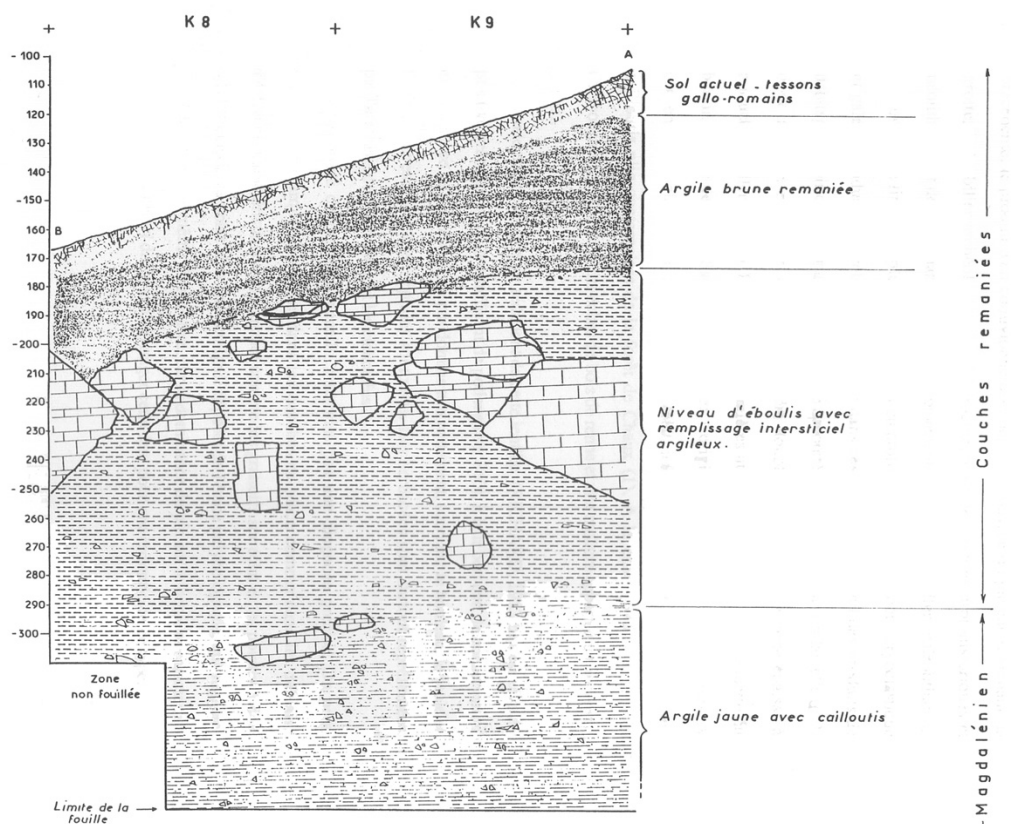 K 8
K 9
A
B
-100
110
120
130
140
-150
160
170
180
190
-200
210
220
230
240
-250
260
270
280
290
-300
Sol actuel - tessons
gallo-romains
Argile brune remaniée
Niveau d'éboulis avec
remplissage intersticiel
argileux.
Argile jaune avec cailloutis
Couches remaniées
-Magdalénien
Zone
non fouillée
Limite de la
fouille